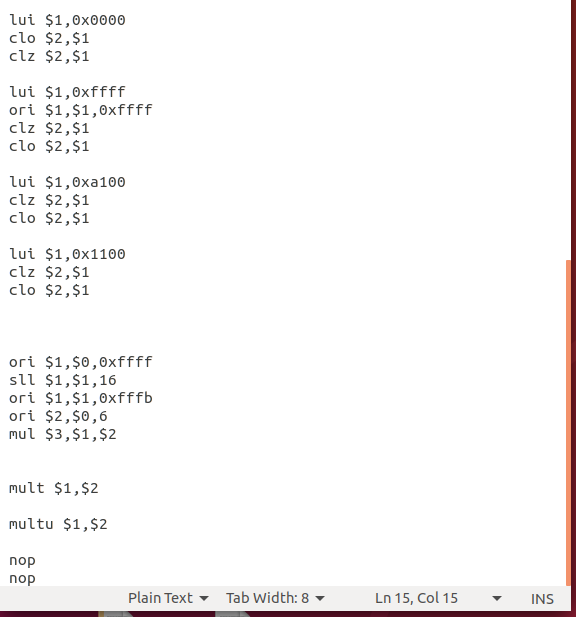 lui $1,0x0000
clo $2,$1
clz $2,$1
lui $1,0xffff
ori $1,$1,0xffff
clz $2,$1
clo $2,$1
lui $1,0xa100
clz $2,$1
clo $2,$1
lui $1,0x1100
clz $2,$1
clo $2,$1
ori $1,$0,0xffff
sll $1,$1,16
ori $1,$1,0xfffb
ori $2,$0,6
mul $3,$1,$2
mult $1,$2
multu $1,$2
nop
nop
Plain Text Tab Width: 8 Ln 15, Col 15 INS